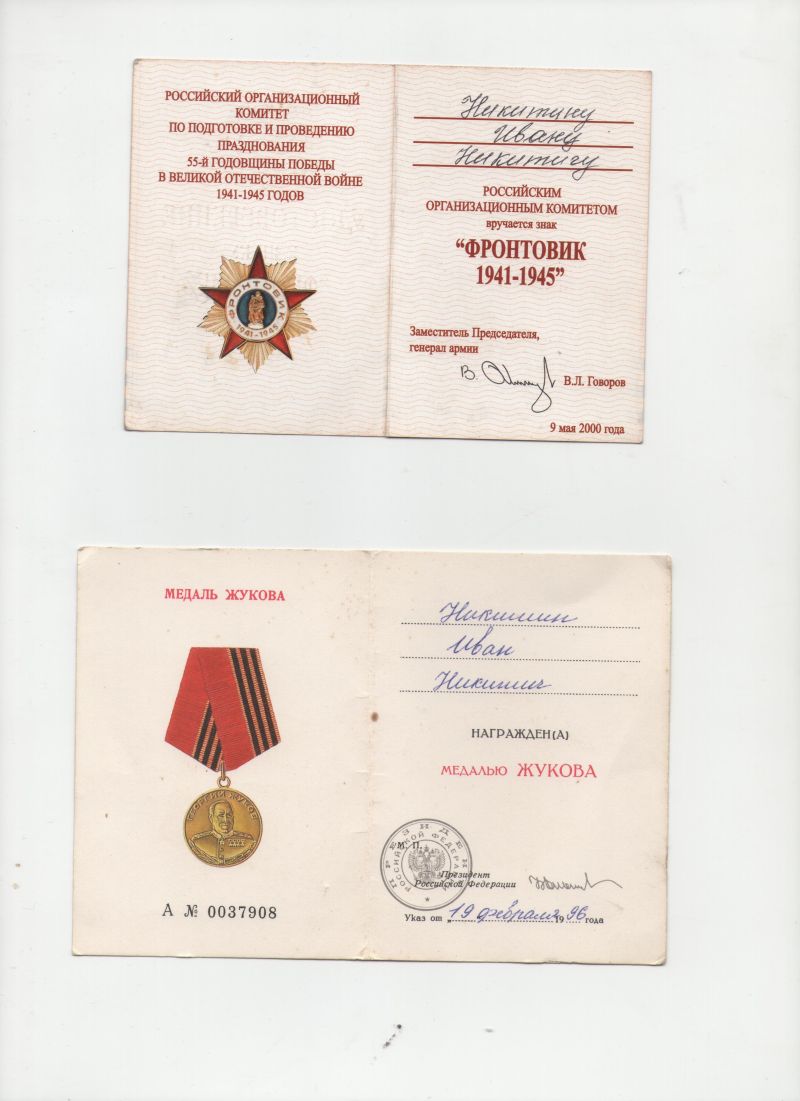 РОССИЙСКИЙ ОРГАНИЗАЦИОННЫЙ
КОМИТЕТ
ПО ПОДГОТОВКЕ И ПРОВЕДЕНИЮ
ПРАЗДНОВАНИЯ
55-й ГОДОВЩИНЫ ПОБЕДЫ
В ВЕЛИКОЙ ОТЕЧЕСТВЕННОЙ ВОЙНЕ
1941-1945 ГОДОВ
ФРОНТОВИК
1941-1945
Никитину
Ивану
Никитичу
РОССИЙСКИМ
ОРГАНИЗАЦИОННЫМ КОМИТЕТОМ
вручается знак
"ФРОНТОВИК
1941-1945"
Заместитель Председателя,
генерал армии
В.Л. Говоров
9 мая 2000 года
МЕДАЛЬ ЖУКОВА
ГЕОРГИЙ ЖУКОВ
А № 0037908
Никитин
Иван
Никитич
НАГРАЖДЕН(А)
МЕДАЛЬЮ ЖУКОВА
М. П.
Президент
Российской Федерации
Указ от „19 февраля 1996 года